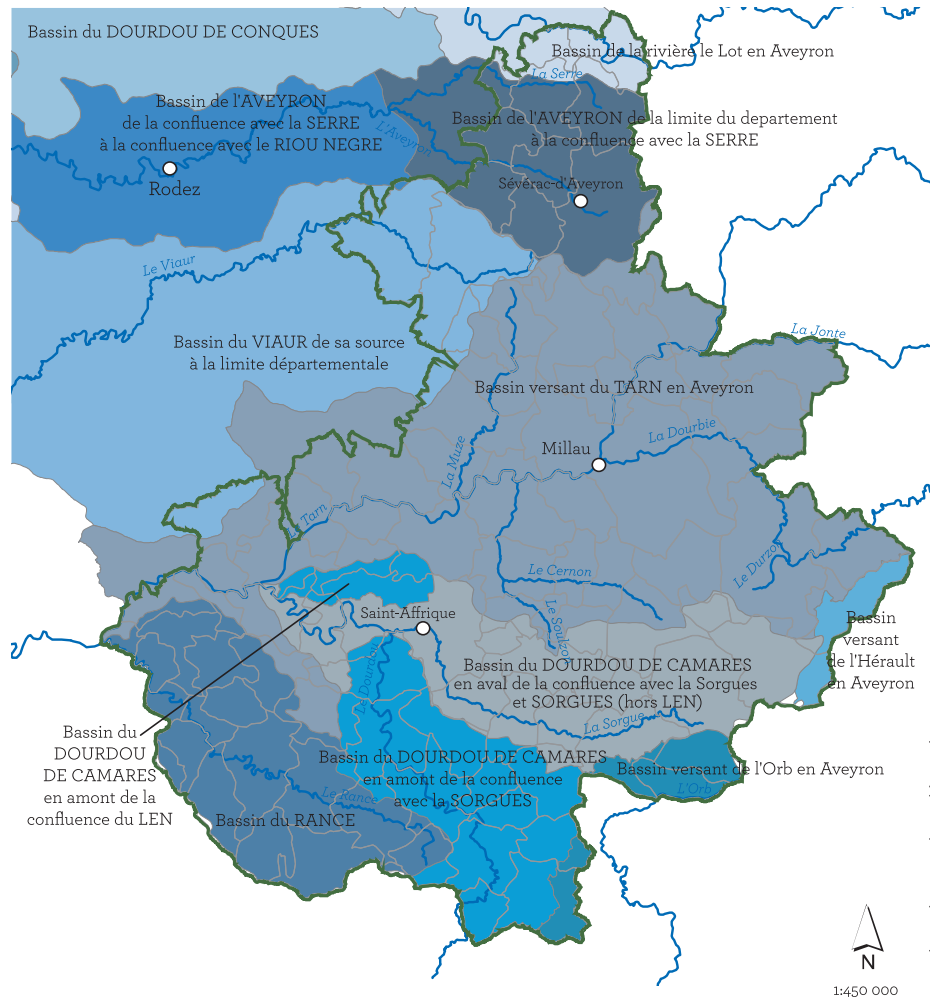 Bassin du DOURDOU DE CONQUES
Bassin de la rivière le Lot en Aveyron
La Serre
Bassin de l'AVEYRON
de la confluence avec la SERRE
à la confluence avec le RIOU NEGRE
L'Aveyron
Bassin de l'AVEYRON de la limite du departement
à la confluence avec la SERRE
Rodez
Sévérac-d'Aveyron
Le Viaur
La Jonte
Bassin du VIAUR de sa source
à la limite départementale
Bassin versant du TARN en Aveyron
La Muze
Millau
La Dourbie
Le Tarn
Le Cernon
Le Durzon
Le Soulzon
Saint-Affrique
Bassin
versant
de l'Hérault
en Aveyron
Bassin du DOURDOU DE CAMARES
en aval de la confluence avec la Sorgues
et SORGUES (hors LEN)
Le Dourdou
La Sorgue
Bassin du
DOURDOU
DE CAMARES
en amont de la
confluence du LEN
Bassin du DOURDOU DE CAMARES
en amont de la confluence
avec la SORGUES
Bassin versant de l'Orb en Aveyron
L'Orb
Le Rance
Bassin du RANCE
N
1:450 000